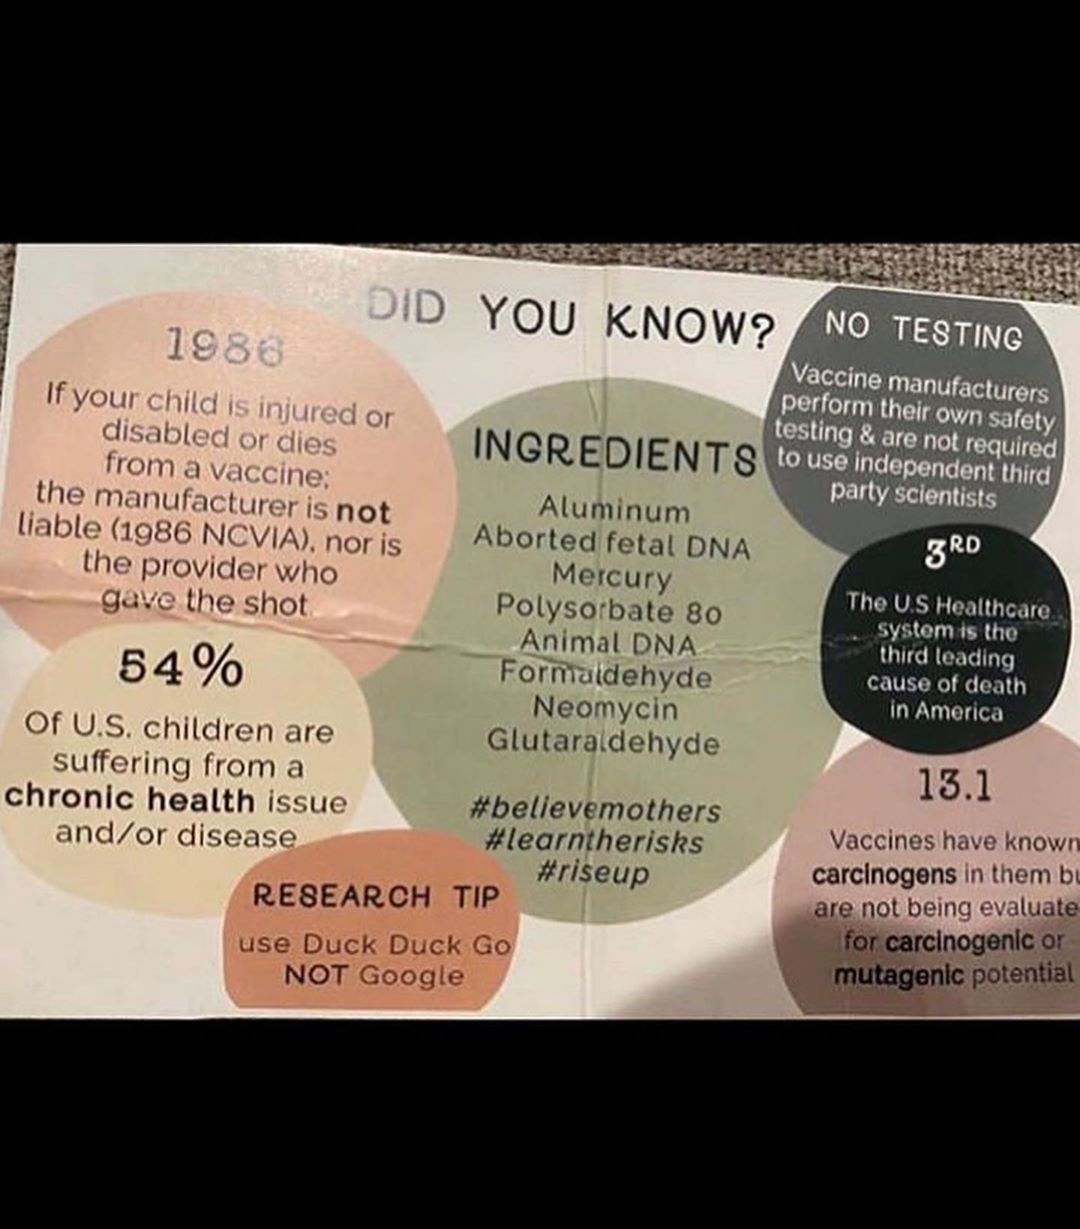 DID YOU KNOW?
1986
If your child is injured or
disabled or dies
from a vaccine;
the manufacturer is not
liable (1986 NCVIA), nor is
the provider who
gave the shot.
54%
Of U.S. children are
suffering from a
chronic health issue
and/or disease
RESEARCH TIP
use Duck Duck Go
NOT Google
INGREDIENTS
Aluminum
Aborted fetal DNA
Mercury
Polysorbate 80
Animal DNA
Formaldehyde
Neomycin
Glutaraldehyde
#believemothers
#learntherisks
#riseup
NO TESTING
Vaccine manufacturers
perform their own safety
testing & are not required
to use independent third
party scientists
3RD
The U.S Healthcare
system is the
third leading
cause of death
in America
13.1
Vaccines have known
carcinogens in them bu
are not being evaluate
for carcinogenic or
mutagenic potential